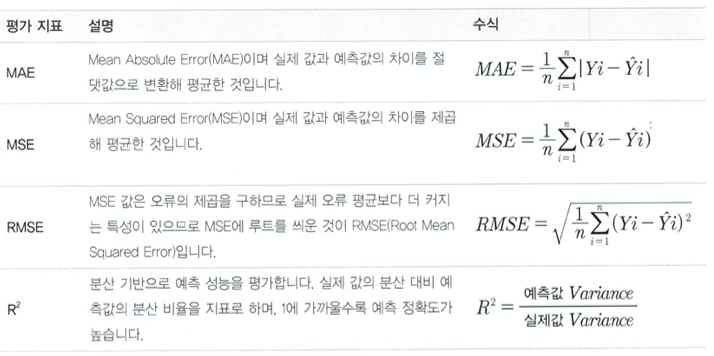 평가 지표 설명 수식
MAE
Mean Absolute Error(MAE)이며 실제 값과 예측값의 차이를 절
댓값으로 변환해 평균한 것입니다.
MAE = \frac{1}{n}\sum_{i=1}^{n}|Yi - \hat{Y}i|
MSE
Mean Squared Error(MSE)이며 실제 값과 예측값의 차이를 제곱
해 평균한 것입니다.
MSE = \frac{1}{n}\sum_{i=1}^{n}(Yi - \hat{Y}i)
RMSE
MSE 값은 오류의 제곱을 구하므로 실제 오류 평균보다 더 커지
는 특성이 있으므로 MSE에 루트를 씌운 것이 RMSE(Root Mean
Squared Error)입니다.
RMSE = \sqrt{\frac{1}{n}\sum_{i=1}^{n}(Yi - \hat{Y}i)^2}
R²
분산 기반으로 예측 성능을 평가합니다. 실제 값의 분산 대비 예
측값의 분산 비율을 지표로 하며, 1에 가까울수록 예측 정확도가
높습니다.
R^2 = \frac{예측값 Variance}{실제값 Variance}